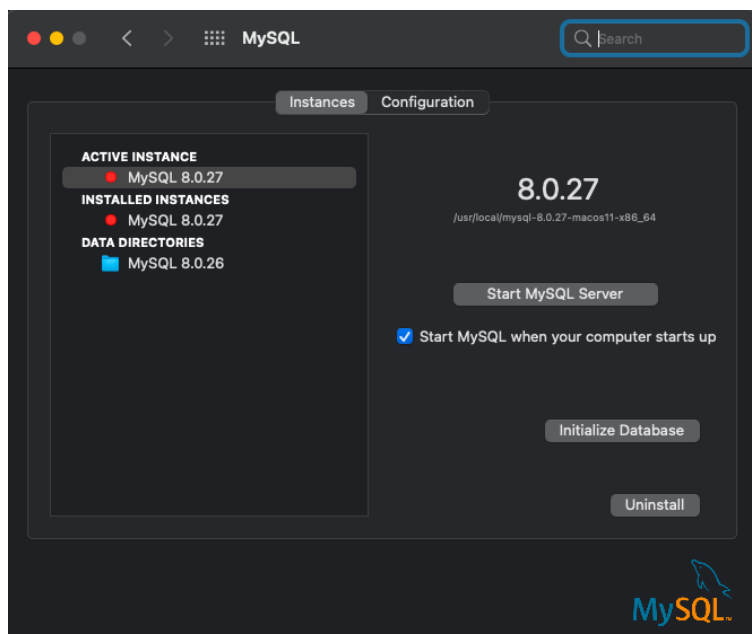 MySQL
Search
Instances
Configuration
ACTIVE INSTANCE
MySQL 8.0.27
INSTALLED INSTANCES
MySQL 8.0.27
DATA DIRECTORIES
MySQL 8.0.26
8.0.27
/usr/local/mysql-8.0.27-macos11-x86_64
Start MySQL Server
Start MySQL when your computer starts up
Initialize Database
Uninstall
MySQL™